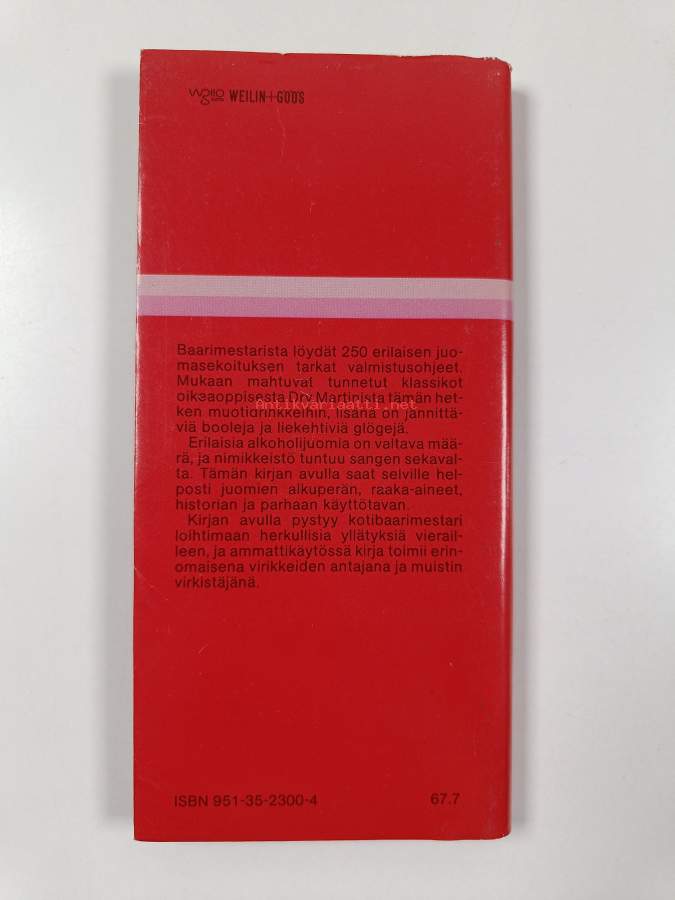 WEILIN+GÖÖS
Baarimestarista löydät 250 erilaisen juo-
masekoituksen tarkat valmistusohjeet.
Mukaan mahtuvat tunnetut klassikot
oikeaoppisesta Dry Martinista tämän het-
antikvariaatti.net
ken muotidrinkkeihin, lisänä on jännittä-
viä booleja ja liekehtiviä glögejä.
Erilaisia alkoholijuomia on valtava mää-
rä, ja nimikkeistö tuntuu sangen sekaval-
ta. Tämän kirjan avulla saat selville hel-
posti juomien alkuperän, raaka-aineet,
historian ja parhaan käyttötavan.
Kirjan avulla pystyy kotibaarimestari
loihtimaan herkullisia yllätyksiä vierail-
leen, ja ammattikäytössä kirja toimii erin-
omaisena virikkeiden antajana ja muistin
virkistäjänä.
ISBN 951-35-2300-4 67.7